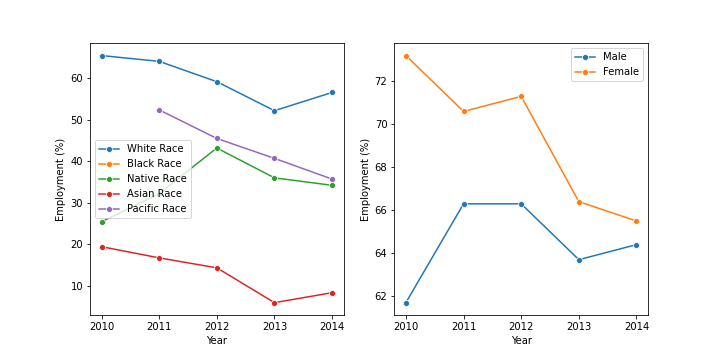 60
50
40
30
20
10
Employment (%)
White Race
Black Race
Native Race
Asian Race
Pacific Race
2010 2011 2012 2013 2014
Year
72
70
68
66
64
62
Employment (%)
Male
Female
2010 2011 2012 2013 2014
Year